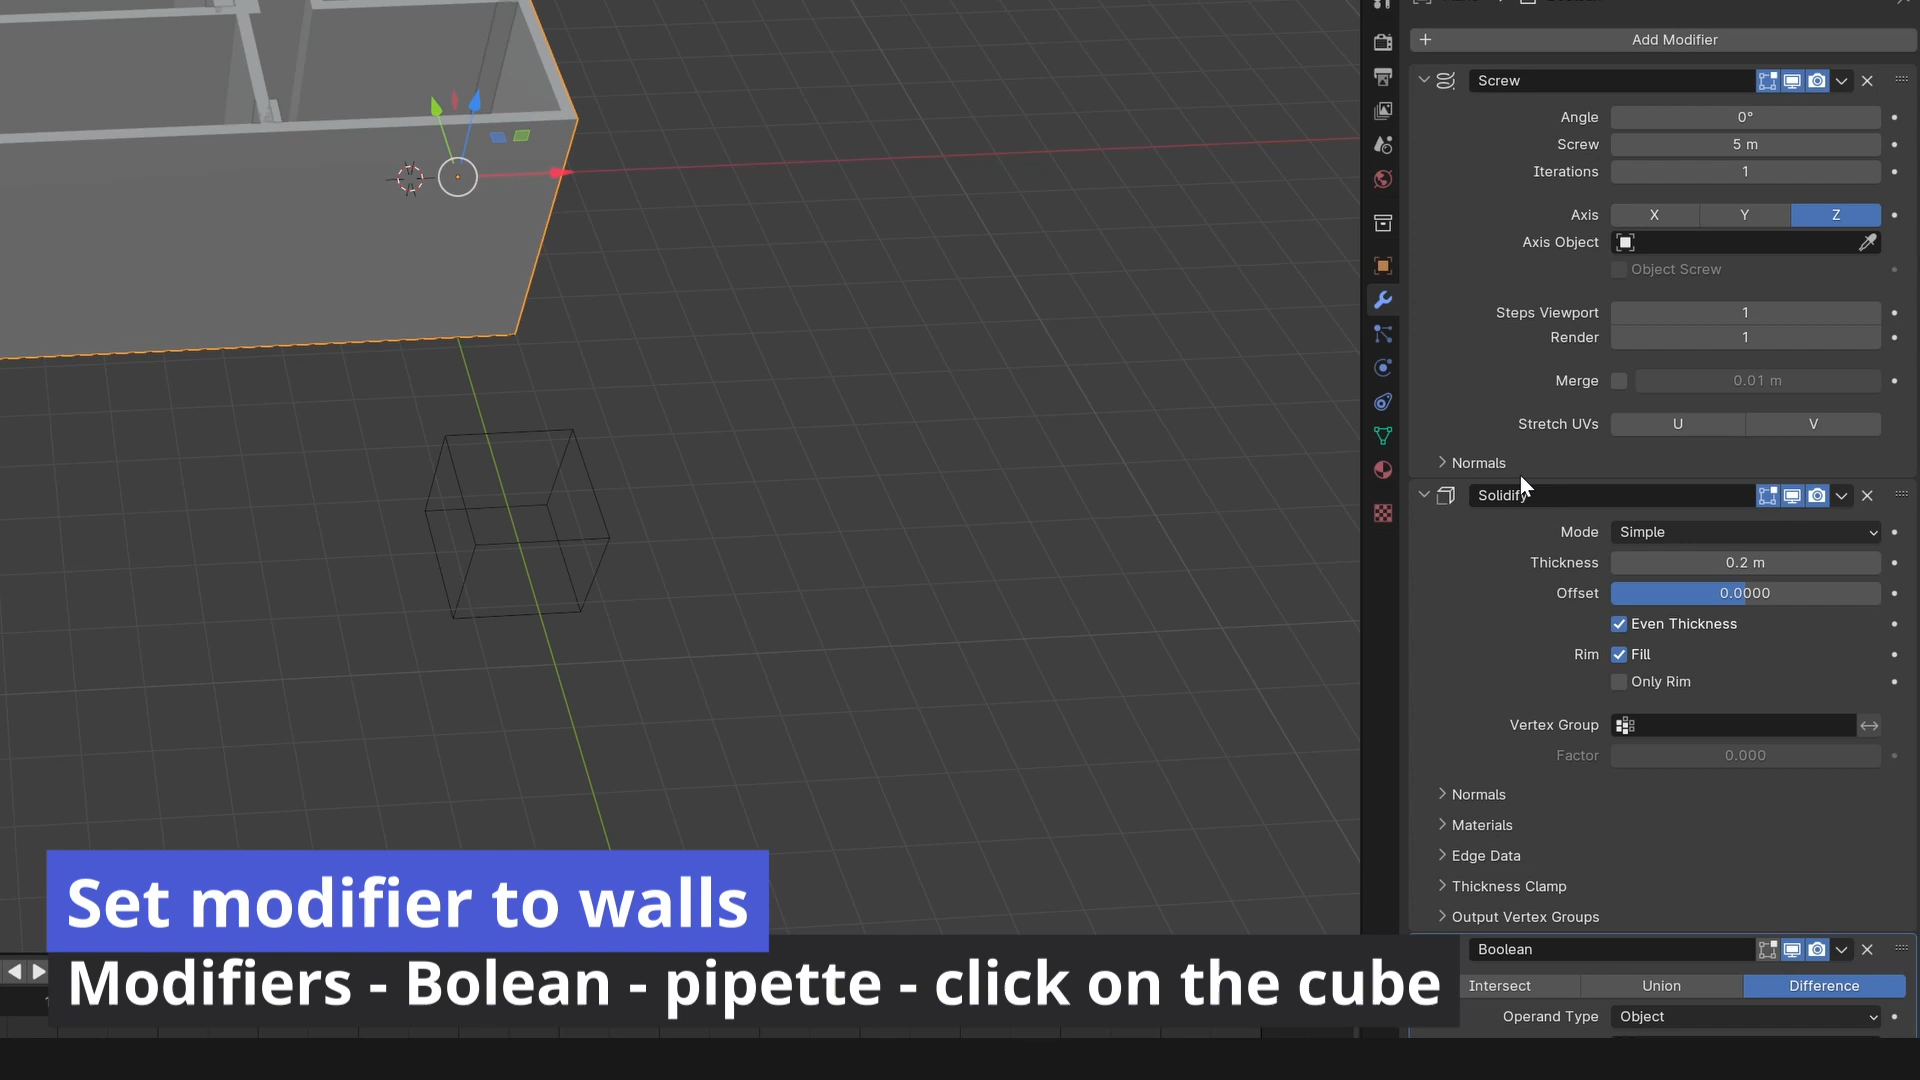 Add Modifier
Screw
Angle 0°
Screw 5 m
Iterations 1
Axis X Y Z
Axis Object
Object Screw
Steps Viewport 1
Render 1
Merge 0.01 m
Stretch UVs U V
Normals
Solidify
Mode Simple
Thickness 0.2 m
Offset 0.0000
Even Thickness
Rim Fill
Only Rim
Vertex Group
Factor 0.000
Normals
Materials
Edge Data
Thickness Clamp
Output Vertex Groups
Boolean
Intersect Union Difference
Operand Type Object
Set modifier to walls
Modifiers - Bolean - pipette - click on the cube